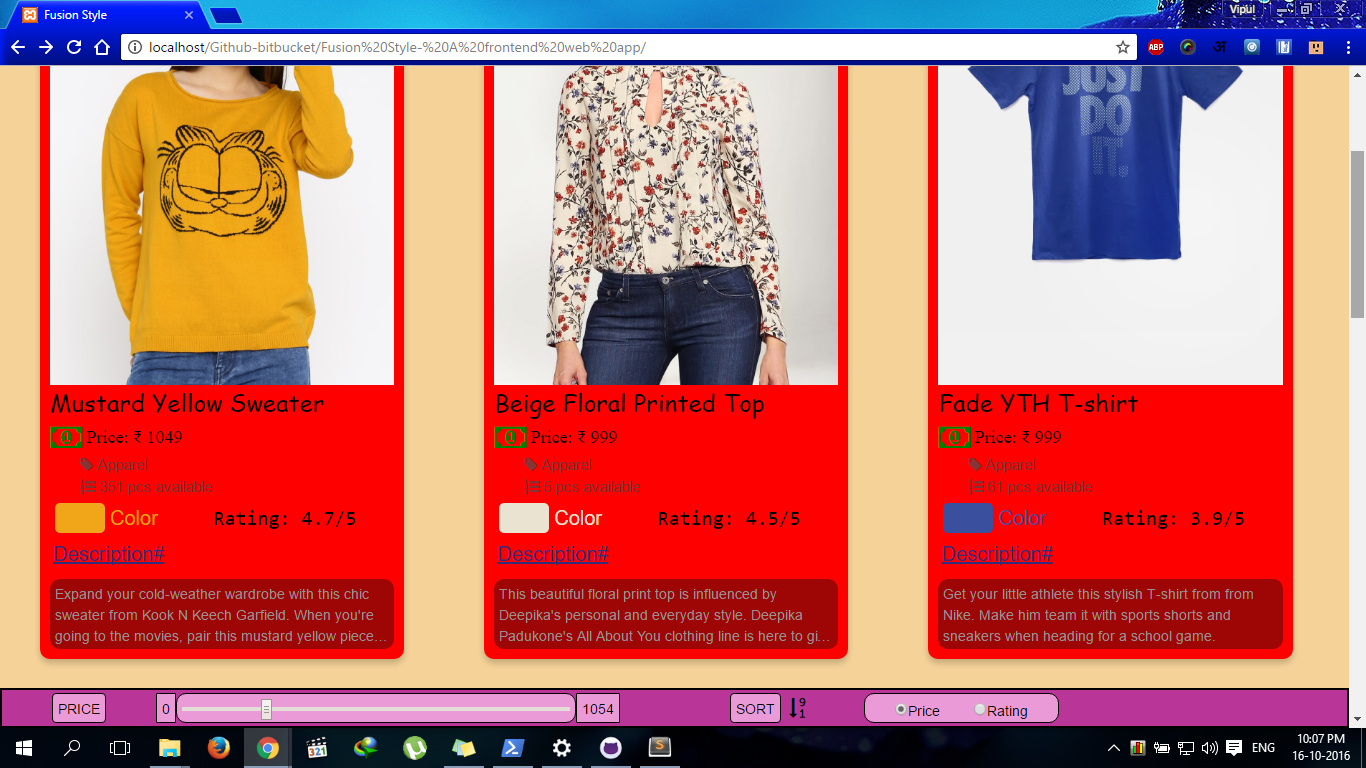 Fusion Style
Vipul
localhost/Github-bitbucket/Fusion%20Style-%20A%20frontend%20web%20app/
ABP
अ
JUST
DO
IT.
Mustard Yellow Sweater
Price: ₹ 1049
Apparel
351 pcs available
Color
Rating: 4.7/5
Description#
Expand your cold-weather wardrobe with this chic
sweater from Kook N Keech Garfield. When you're
going to the movies, pair this mustard yellow piece…
Beige Floral Printed Top
Price: ₹ 999
Apparel
5 pcs available
Color
Rating: 4.5/5
Description#
This beautiful floral print top is influenced by
Deepika's personal and everyday style. Deepika
Padukone's All About You clothing line is here to gi…
Fade YTH T-shirt
Price: ₹ 999
Apparel
61 pcs available
Color
Rating: 3.9/5
Description#
Get your little athlete this stylish T-shirt from from
Nike. Make him team it with sports shorts and
sneakers when heading for a school game.
PRICE
0
1054
SORT
9
1
Price
Rating
321
ENG
10:07 PM
16-10-2016